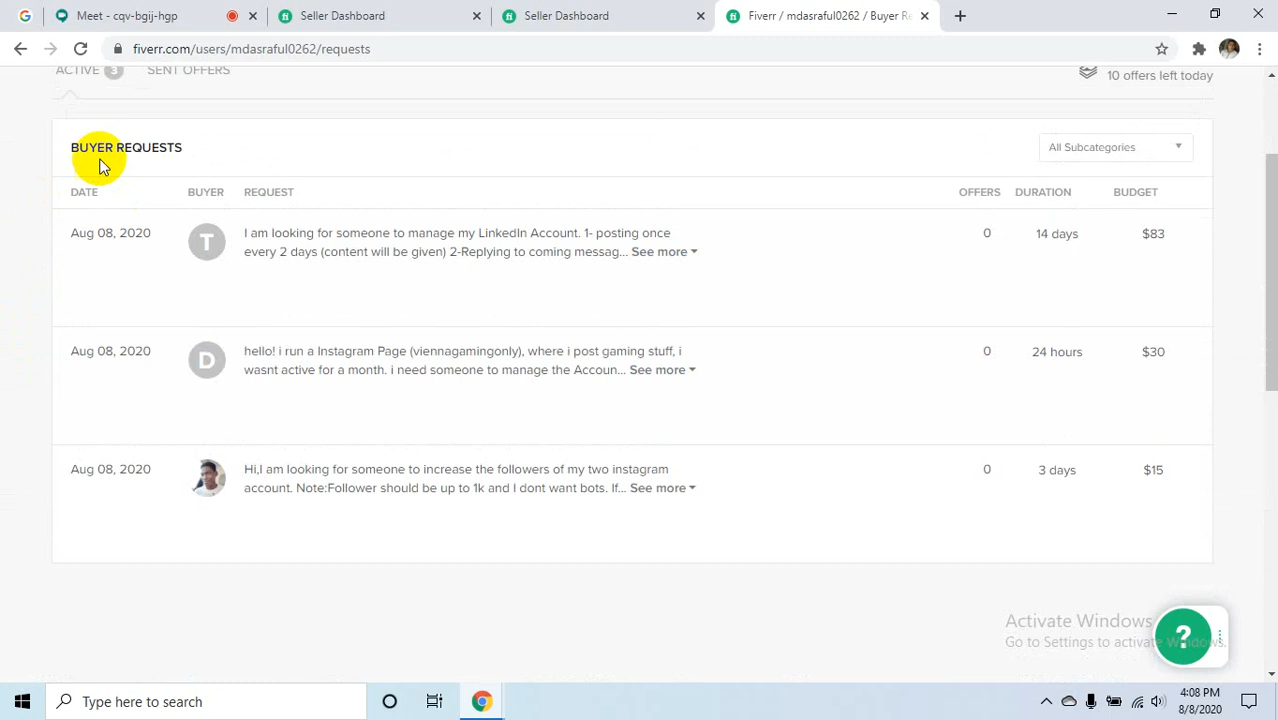 Meet - cqv-bgij-hgp
Seller Dashboard
Seller Dashboard
Fiverr / mdasraful0262 / Buyer Re
fiverr.com/users/mdasraful0262/requests
ACTIVE 3 SENT OFFERS
10 offers left today
BUYER REQUESTS
All Subcategories
DATE BUYER REQUEST OFFERS DURATION BUDGET
Aug 08, 2020 T I am looking for someone to manage my LinkedIn Account. 1- posting once 0 14 days $83
every 2 days (content will be given) 2-Replying to coming messag... See more
Aug 08, 2020 D hello! i run a Instagram Page (viennagamingonly), where i post gaming stuff, i 0 24 hours $30
wasnt active for a month. i need someone to manage the Accoun... See more
Aug 08, 2020 Hi,I am looking for someone to increase the followers of my two instagram 0 3 days $15
account. Note:Follower should be up to 1k and I dont want bots. If... See more
Activate Windows
Go to Settings to activate Windows.
?
Type here to search
4:08 PM
8/8/2020